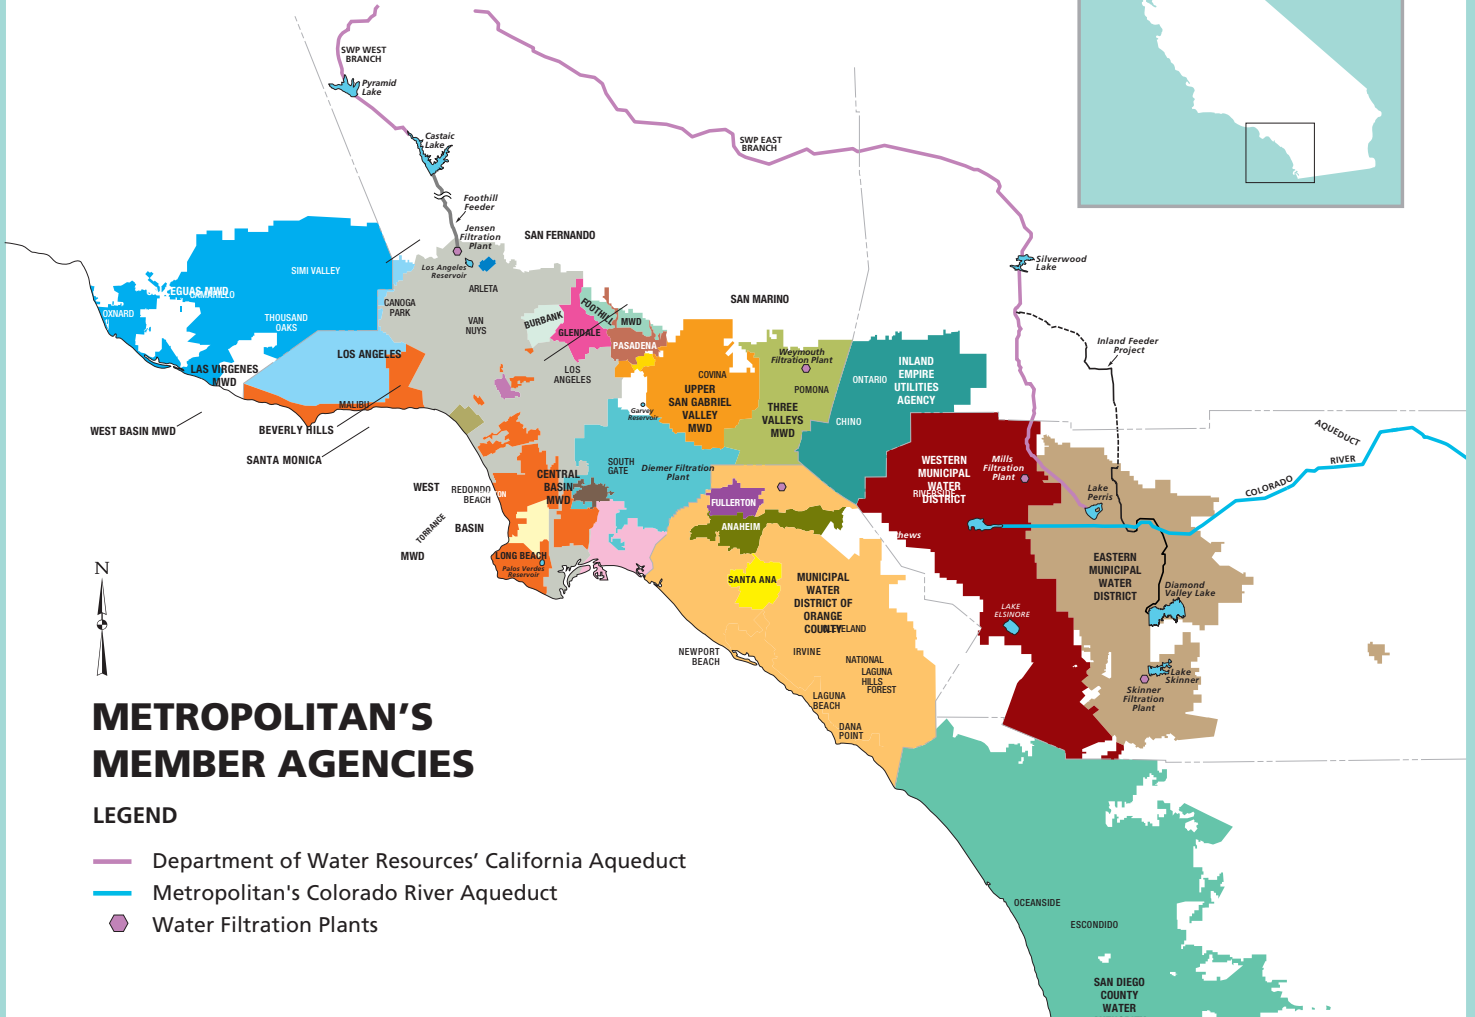 SWP WEST
BRANCH
Pyramid
Lake
Castaic
Lake
SWP EAST
BRANCH
Foothill
Feeder
Jensen
Filtration
Plant
SAN FERNANDO
Los Angeles
Reservoir
Silverwood
Lake
SIMI VALLEY
CAMARILLO
OXNARD
THOUSAND
OAKS
ARLETA
CANOGA
PARK
VAN
NUYS
BURBANK
GLENDALE
FOOTHILL
MWD
PASADENA
SAN MARINO
LOS ANGELES
LAS VIRGENES
MWD
MALIBU
LOS
ANGELES
Garvey
Reservoir
COVINA
UPPER
SAN GABRIEL
VALLEY
MWD
Weymouth
Filtration Plant
POMONA
THREE
VALLEYS
MWD
INLAND
EMPIRE
UTILITIES
AGENCY
ONTARIO
CHINO
Inland Feeder
Project
WEST BASIN MWD
BEVERLY HILLS
SANTA MONICA
SOUTH
GATE
Diemer Filtration
Plant
CENTRAL
BASIN
MWD
WEST
BASIN
MWD
REDONDO
BEACH
TORRANCE
FULLERTON
ANAHEIM
LONG BEACH
Palos Verdes
Reservoir
SANTA ANA
MUNICIPAL
WATER
DISTRICT OF
ORANGE
COUNTY
IRVINE
NEWPORT
BEACH
NATIONAL
LAGUNA
HILLS
FOREST
LAGUNA
BEACH
DANA
POINT
WESTERN
MUNICIPAL
WATER
DISTRICT
RIVERSIDE
Mills
Filtration
Plant
hews
Lake
Perris
COLORADO
RIVER
AQUEDUCT
EASTERN
MUNICIPAL
WATER
DISTRICT
Diamond
Valley Lake
LAKE
ELSINORE
Lake
Skinner
Skinner
Filtration
Plant
OCEANSIDE
ESCONDIDO
SAN DIEGO
COUNTY
WATER
N
METROPOLITAN'S
MEMBER AGENCIES
LEGEND
Department of Water Resources' California Aqueduct
Metropolitan's Colorado River Aqueduct
Water Filtration Plants